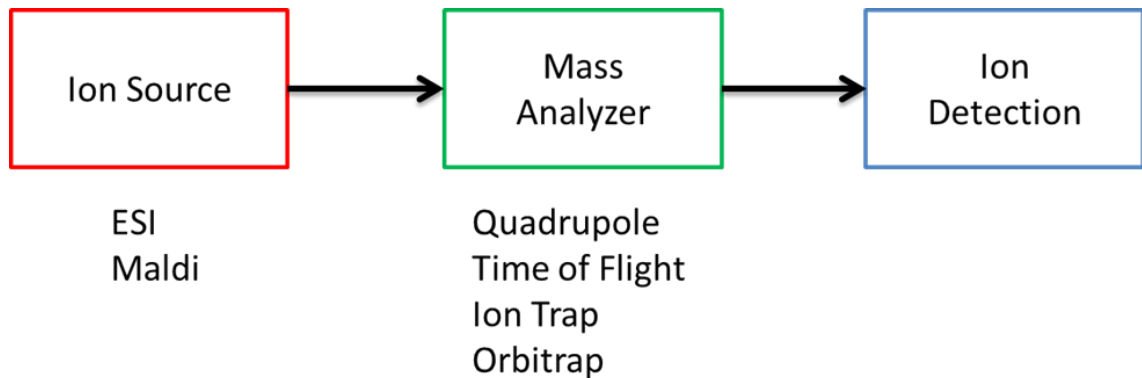 Ion Source
Mass
Analyzer
Ion
Detection
ESI
Maldi
Quadrupole
Time of Flight
Ion Trap
Orbitrap